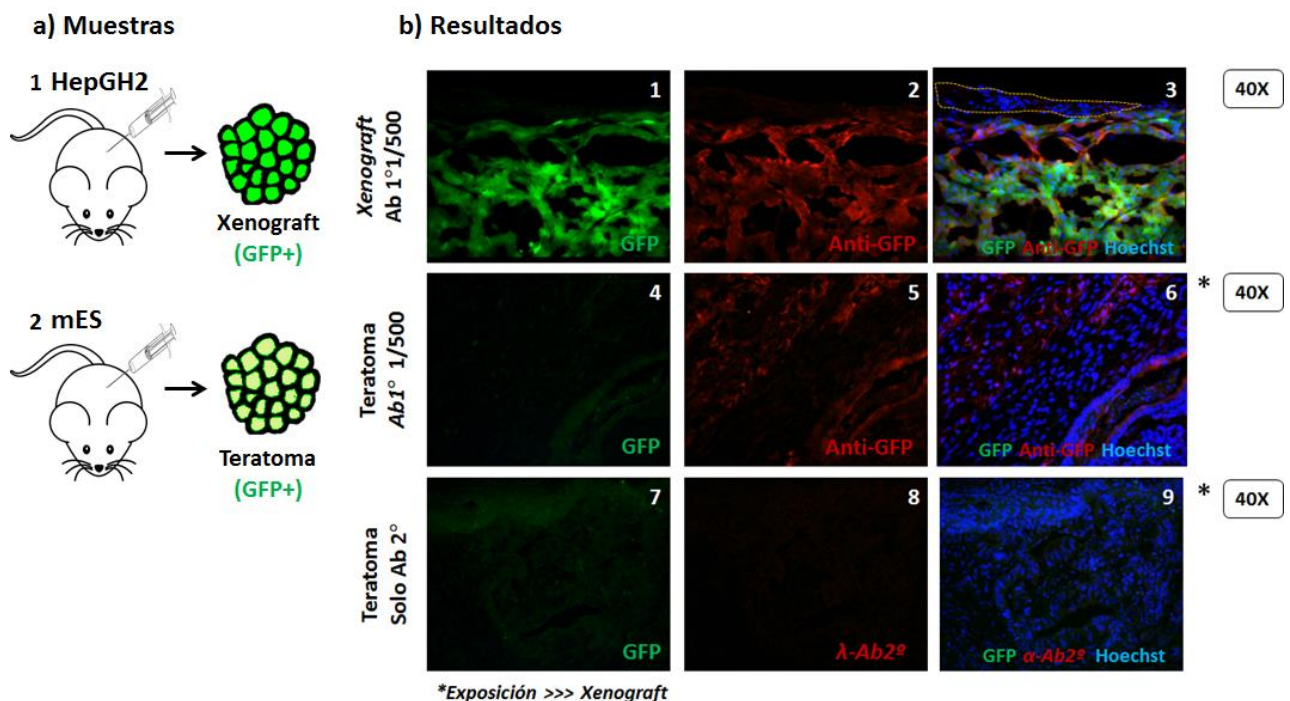 a) Muestras
b) Resultados
1 HepGH2
Xenograft
(GFP+)
2 mES
Teratoma
(GFP+)
Xenograft
Ab 1°1/500
1
GFP
2
Anti-GFP
3
GFP Anti-GFP Hoechst
40X
Teratoma
Ab1° 1/500
4
GFP
5
Anti-GFP
6
GFP Anti-GFP Hoechst
* 40X
Teratoma
Solo Ab 2°
7
GFP
8
λ-Ab2º
9
GFP α-Ab2º Hoechst
* 40X
*Exposición >>> Xenograft